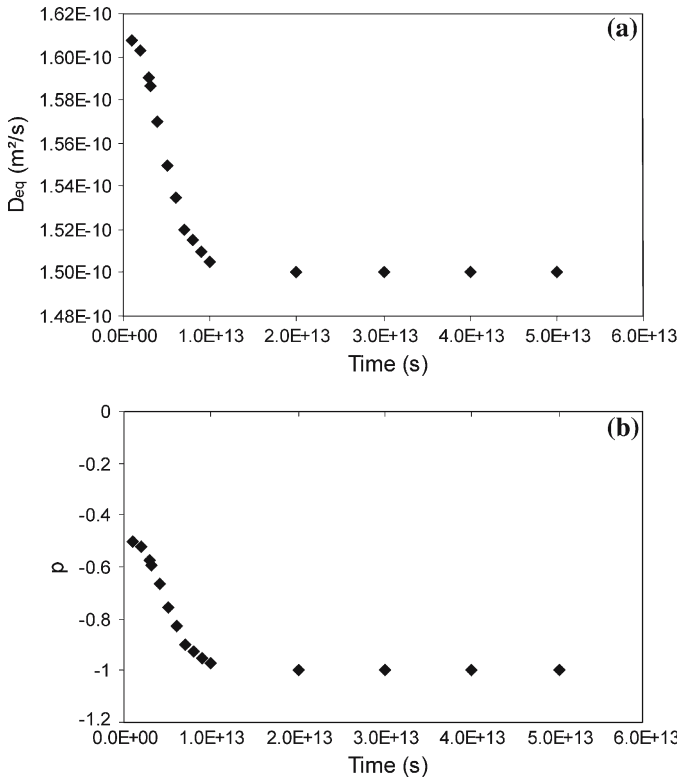 (a)
1.62E-10
1.60E-10
1.58E-10
1.56E-10
1.54E-10
1.52E-10
1.50E-10
1.48E-10
Deq (m²/s)
0.0E+00 1.0E+13 2.0E+13 3.0E+13 4.0E+13 5.0E+13 6.0E+13
Time (s)
(b)
0
-0.2
-0.4
-0.6
-0.8
-1
-1.2
p
0.0E+00 1.0E+13 2.0E+13 3.0E+13 4.0E+13 5.0E+13 6.0E+13
Time (s)